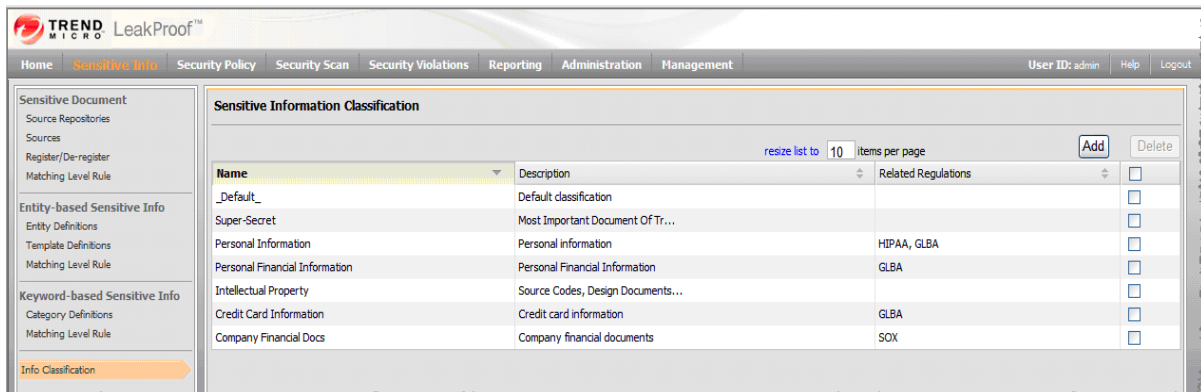 TREND MICRO LeakProof™
Home Sensitive Info Security Policy Security Scan Security Violations Reporting Administration Management User ID: admin Help Logout
Sensitive Document
Source Repositories
Sources
Register/De-register
Matching Level Rule
Entity-based Sensitive Info
Entity Definitions
Template Definitions
Matching Level Rule
Keyword-based Sensitive Info
Category Definitions
Matching Level Rule
Info Classification
Sensitive Information Classification
resize list to 10 items per page Add Delete
Name Description Related Regulations
_Default_ Default classification
Super-Secret Most Important Document Of Tr...
Personal Information Personal information HIPAA, GLBA
Personal Financial Information Personal Financial Information GLBA
Intellectual Property Source Codes, Design Documents...
Credit Card Information Credit card information GLBA
Company Financial Docs Company financial documents SOX